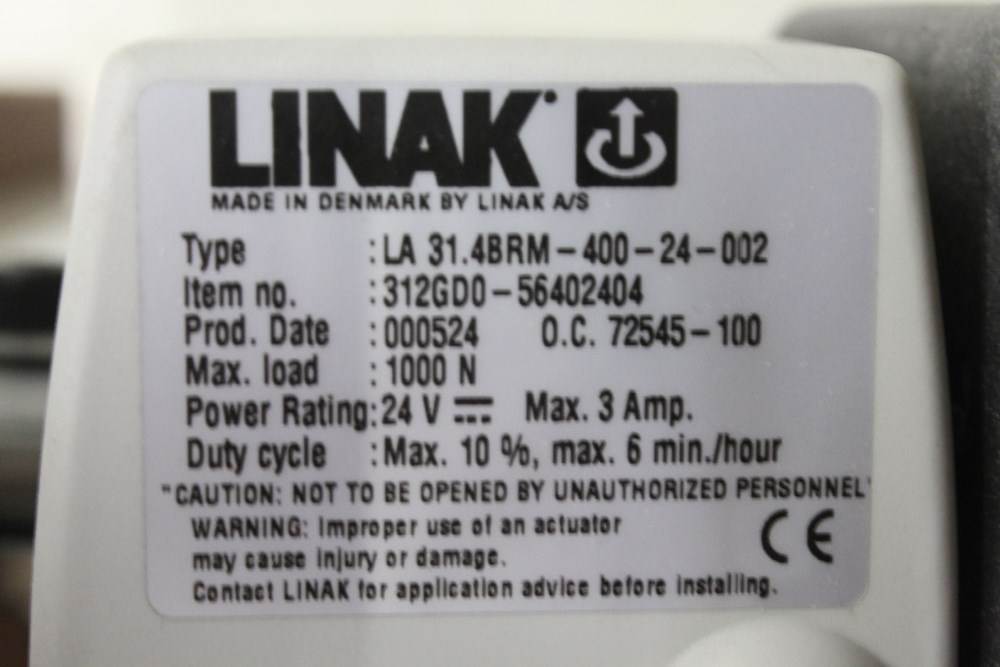 LINAK
MADE IN DENMARK BY LINAK A/S
Type : LA 31.4BRM-400-24-002
Item no. : 312GD0-56402404
Prod. Date : 000524 O.C. 72545-100
Max. load : 1000 N
Power Rating: 24 V ⎓ Max. 3 Amp.
Duty cycle : Max. 10 %, max. 6 min./hour
"CAUTION: NOT TO BE OPENED BY UNAUTHORIZED PERSONNEL"
WARNING: Improper use of an actuator
may cause injury or damage.
Contact LINAK for application advice before installing.
CE